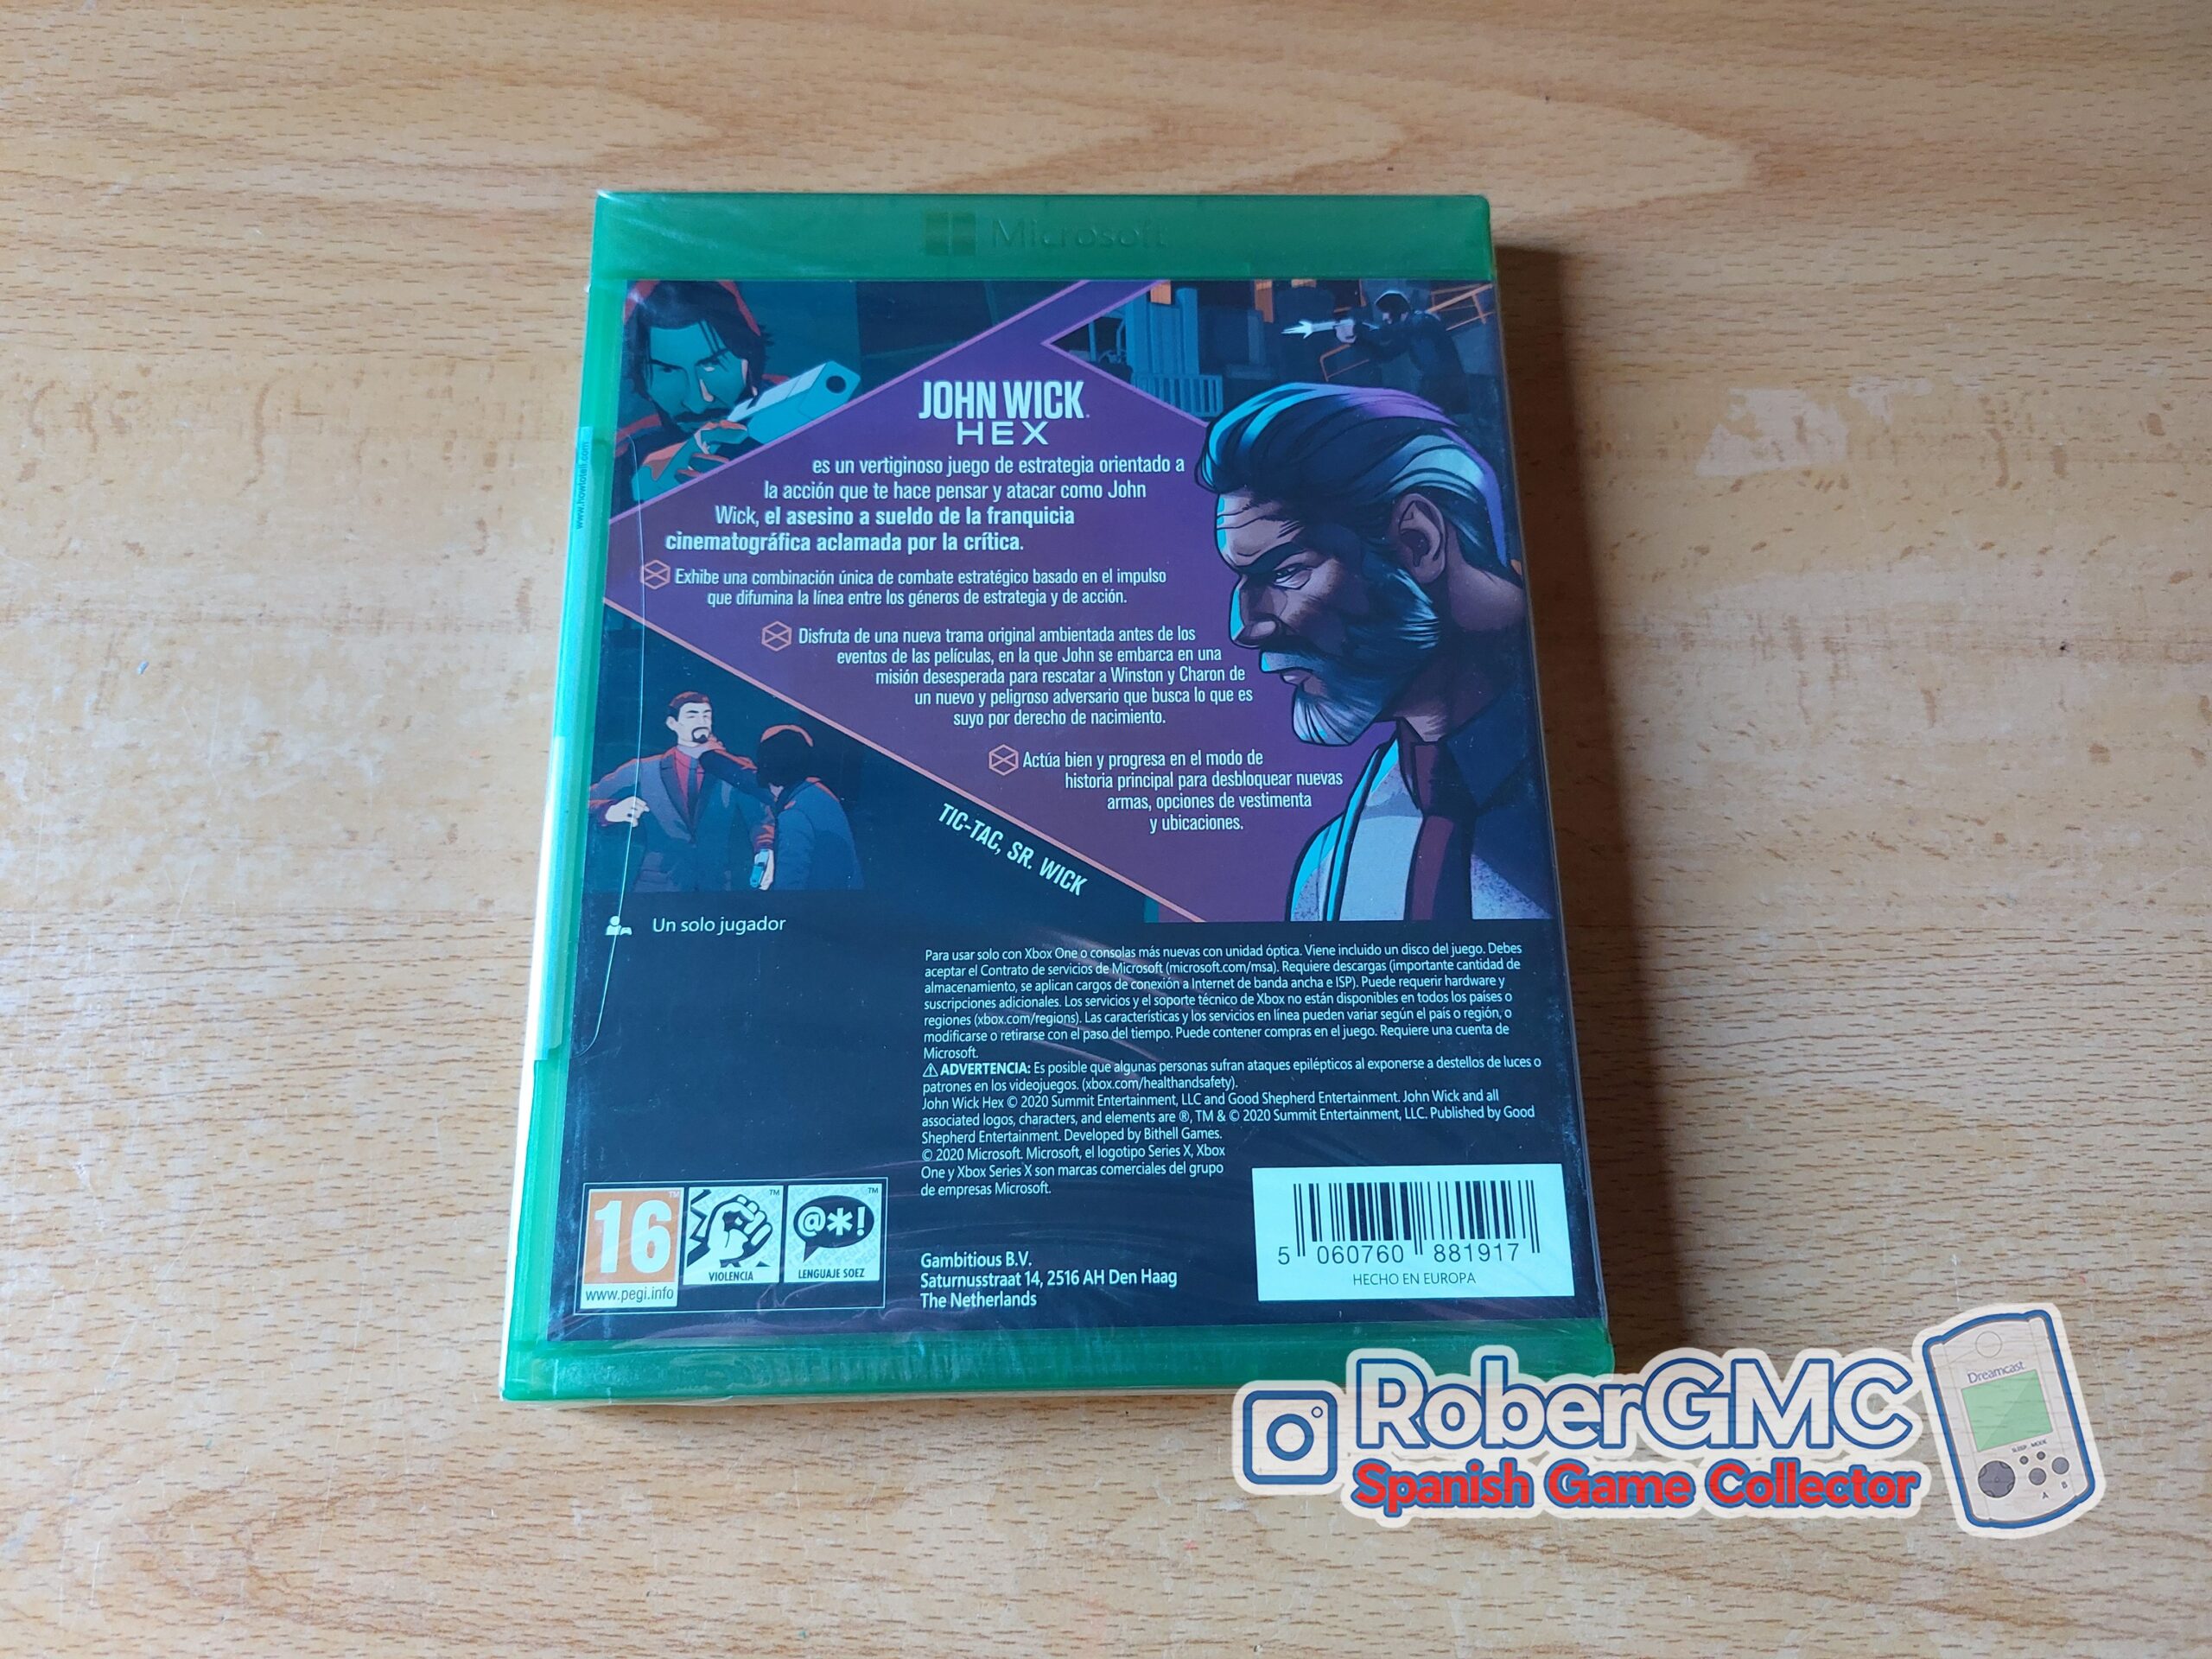 Microsoft
www.howtotell.com
JOHN WICK
HEX
es un vertiginoso juego de estrategia orientado a
la acción que te hace pensar y atacar como John
Wick, el asesino a sueldo de la franquicia
cinematográfica aclamada por la crítica.
Exhibe una combinación única de combate estratégico basado en el impulso
que difumina la línea entre los géneros de estrategia y de acción.
Disfruta de una nueva trama original ambientada antes de los
eventos de las películas, en la que John se embarca en una
misión desesperada para rescatar a Winston y Charon de
un nuevo y peligroso adversario que busca lo que es
suyo por derecho de nacimiento.
Actúa bien y progresa en el modo de
historia principal para desbloquear nuevas
armas, opciones de vestimenta
y ubicaciones.
TIC-TAC, SR. WICK
Un solo jugador
Para usar solo con Xbox One o consolas más nuevas con unidad óptica. Viene incluido un disco del juego. Debes
aceptar el Contrato de servicios de Microsoft (microsoft.com/msa). Requiere descargas (importante cantidad de
almacenamiento, se aplican cargos de conexión a Internet de banda ancha e ISP). Puede requerir hardware y
suscripciones adicionales. Los servicios y el soporte técnico de Xbox no están disponibles en todos los países o
regiones (xbox.com/regions). Las características y los servicios en línea pueden variar según el país o región, o
modificarse o retirarse con el paso del tiempo. Puede contener compras en el juego. Requiere una cuenta de
Microsoft.
⚠ ADVERTENCIA: Es posible que algunas personas sufran ataques epilépticos al exponerse a destellos de luces o
patrones en los videojuegos. (xbox.com/healthandsafety).
John Wick Hex © 2020 Summit Entertainment, LLC and Good Shepherd Entertainment. John Wick and all
associated logos, characters, and elements are ®, TM & © 2020 Summit Entertainment, LLC. Published by Good
Shepherd Entertainment. Developed by Bithell Games.
© 2020 Microsoft. Microsoft, el logotipo Series X, Xbox
One y Xbox Series X son marcas comerciales del grupo
de empresas Microsoft.
16 ™
www.pegi.info
™
VIOLENCIA
@*! ™
LENGUAJE SOEZ
Gambitious B.V.
Saturnusstraat 14, 2516 AH Den Haag
The Netherlands
5 060760 881917
HECHO EN EUROPA
RoberGMC
Spanish Game Collector
Dreamcast
SLEEP MODE
A B